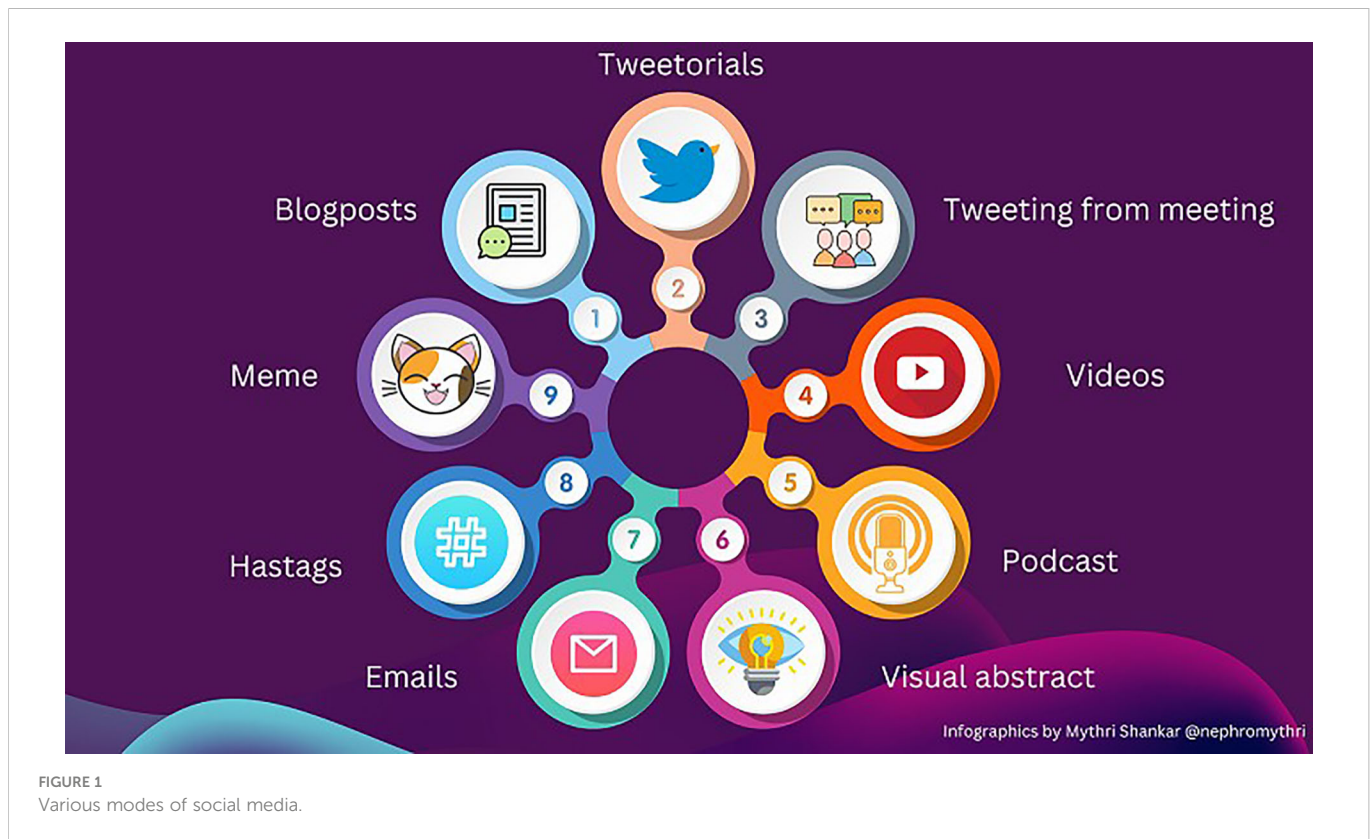 Tweetorials
Blogposts
Tweeting from meeting
1
2
3
Meme
9
4
Videos
8
5
Hastags
7
6
Podcast
Emails
Visual abstract
Infographics by Mythri Shankar @nephromythri
FIGURE 1
Various modes of social media.